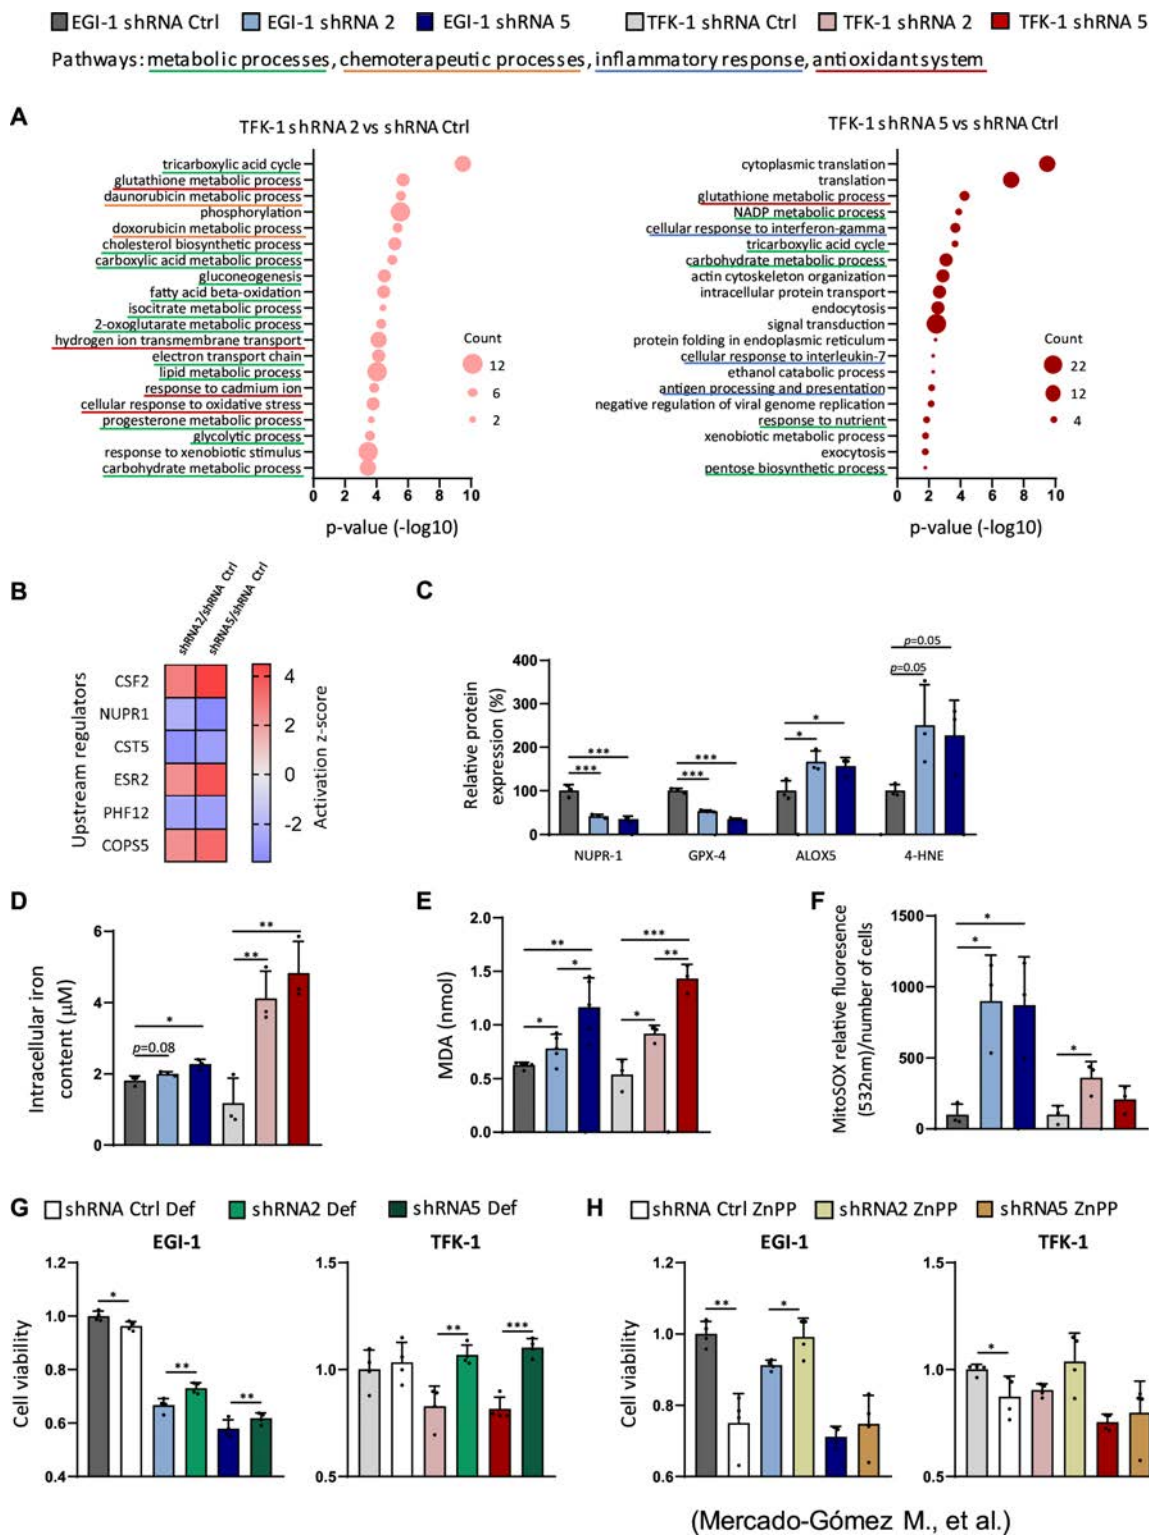 EGI-1 shRNA Ctrl EGI-1 shRNA 2 EGI-1 shRNA 5 TFK-1 shRNA Ctrl TFK-1 shRNA 2 TFK-1 shRNA 5
Pathways: metabolic processes, chemoterapeutic processes, inflammatory response, antioxidant system
A
TFK-1 shRNA 2 vs shRNA Ctrl
tricarboxylic acid cycle
glutathione metabolic process
daunorubicin metabolic process
phosphorylation
doxorubicin metabolic process
cholesterol biosynthetic process
carboxylic acid metabolic process
gluconeogenesis
fatty acid beta-oxidation
isocitrate metabolic process
2-oxoglutarate metabolic process
hydrogen ion transmembrane transport
electron transport chain
lipid metabolic process
response to cadmium ion
cellular response to oxidative stress
progesterone metabolic process
glycolytic process
response to xenobiotic stimulus
carbohydrate metabolic process
Count
12
6
2
0 2 4 6 8 10
p-value (-log10)
TFK-1 shRNA 5 vs shRNA Ctrl
cytoplasmic translation
translation
glutathione metabolic process
NADP metabolic process
cellular response to interferon-gamma
tricarboxylic acid cycle
carbohydrate metabolic process
actin cytoskeleton organization
intracellular protein transport
endocytosis
signal transduction
protein folding in endoplasmic reticulum
cellular response to interleukin-7
ethanol catabolic process
antigen processing and presentation
negative regulation of viral genome replication
response to nutrient
xenobiotic metabolic process
exocytosis
pentose biosynthetic process
Count
22
12
4
0 2 4 6 8 10
p-value (-log10)
B
shRNA2/shRNA Ctrl
shRNA5/shRNA Ctrl
Upstream regulators
CSF2
NUPR1
CST5
ESR2
PHF12
COPS5
4
2
0
-2
Activation z-score
C
Relative protein
expression (%)
400
300
200
100
0
*** *** *** *** * * p=0.05 p=0.05
NUPR-1 GPX-4 ALOX5 4-HNE
D
Intracellular iron
content (μM)
6
4
2
0
p=0.08 * ** **
E
MDA (nmol)
2.0
1.5
1.0
0.5
0.0
* * ** * ** ***
F
MitoSOX relative fluoresence
(532nm)/number of cells
1500
1000
500
0
* * *
G shRNA Ctrl Def shRNA2 Def shRNA5 Def
EGI-1
Cell viability
1.2
1.0
0.8
0.6
0.4
* ** **
TFK-1
1.5
1.0
0.5
** ***
H shRNA Ctrl ZnPP shRNA2 ZnPP shRNA5 ZnPP
EGI-1
Cell viability
1.2
1.0
0.8
0.6
** *
TFK-1
1.5
1.0
0.5
*
(Mercado-Gómez M., et al.)